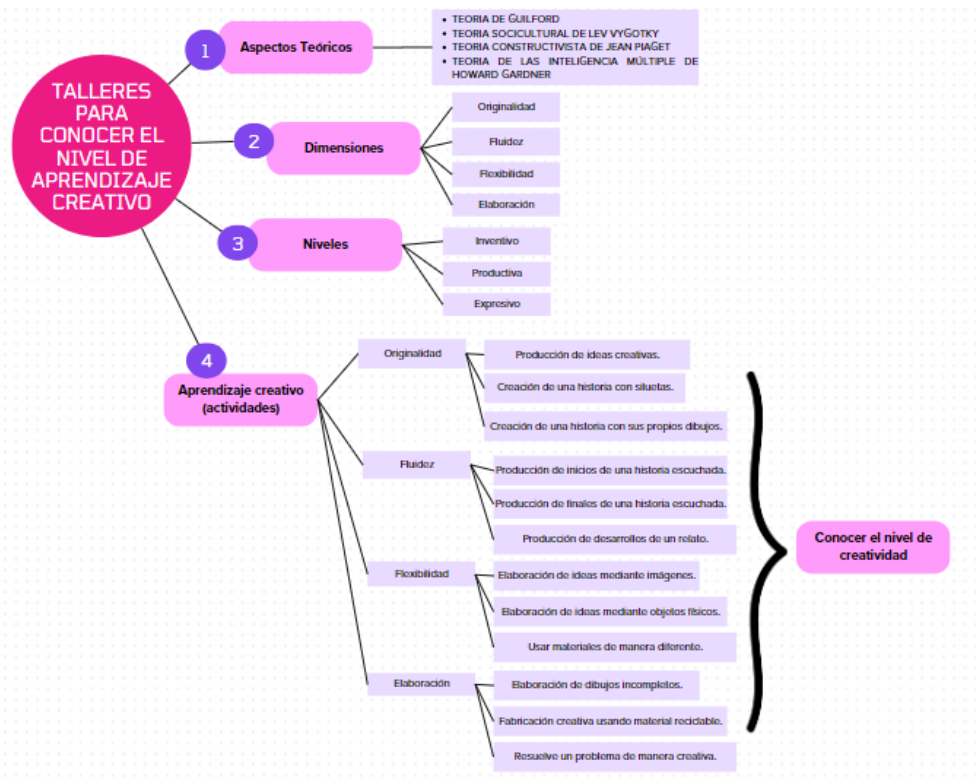 TALLERES
PARA
CONOCER EL
NIVEL DE
APRENDIZAJE
CREATIVO
1
Aspectos Teóricos
• TEORIA DE GUILFORD
• TEORIA SOCICULTURAL DE LEV VYGOTKY
• TEORIA CONSTRUCTIVISTA DE JEAN PIAGET
• TEORIA DE LAS INTELIGENCIA MÚLTIPLE DE
HOWARD GARDNER
2
Dimensiones
Originalidad
Fluidez
Flexibilidad
Elaboración
3
Niveles
Inventivo
Productiva
Expresivo
4
Aprendizaje creativo
(actividades)
Originalidad
Producción de ideas creativas.
Creación de una historia con siluetas.
Creación de una historia con sus propios dibujos.
Fluidez
Producción de inicios de una historia escuchada.
Producción de finales de una historia escuchada.
Producción de desarrollos de un relato.
Flexibilidad
Elaboración de ideas mediante imágenes.
Elaboración de ideas mediante objetos físicos.
Usar materiales de manera diferente.
Elaboración
Elaboración de dibujos incompletos.
Fabricación creativa usando material reciclable.
Resuelve un problema de manera creativa.
Conocer el nivel de
creatividad